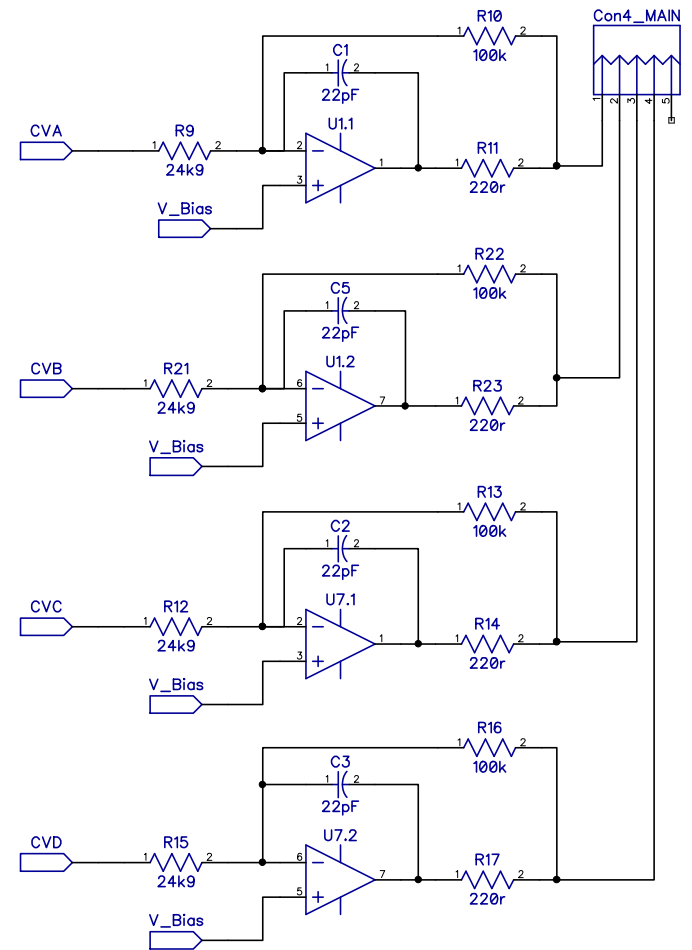 R10
Con4_MAIN
1 2
100k
C1
1 2
22pF
1 2 3 4 5
CVA
R9
1 2
24k9
U1.1
2
3
1
R11
1 2
220r
V_Bias
R22
1 2
100k
C5
1 2
22pF
CVB
R21
1 2
24k9
U1.2
6
5
7
R23
1 2
220r
V_Bias
R13
1 2
100k
C2
1 2
22pF
CVC
R12
1 2
24k9
U7.1
2
3
1
R14
1 2
220r
V_Bias
R16
1 2
100k
C3
1 2
22pF
CVD
R15
1 2
24k9
U7.2
6
5
7
R17
1 2
220r
V_Bias